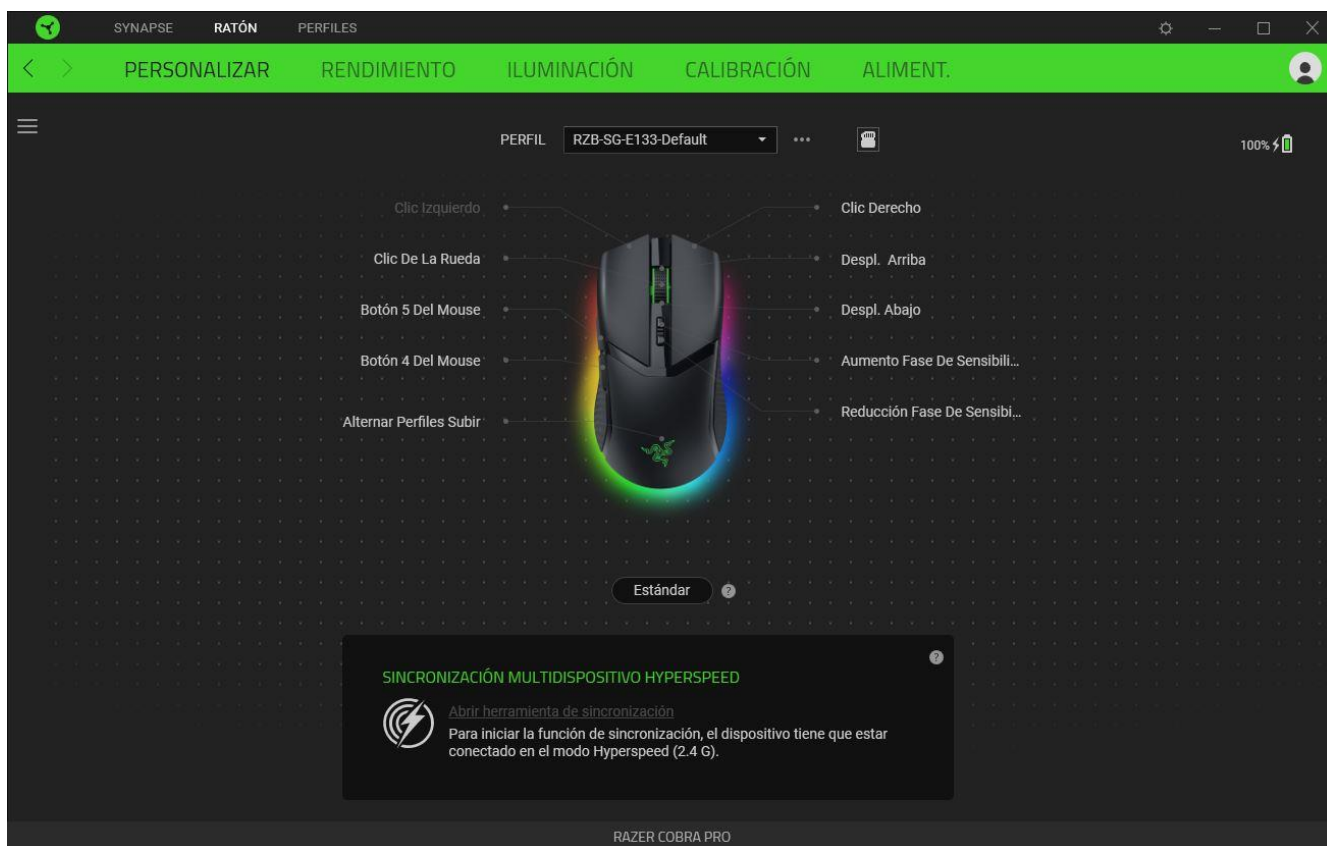 SYNAPSE RATÓN PERFILES
PERSONALIZAR RENDIMIENTO ILUMINACIÓN CALIBRACIÓN ALIMENT.
PERFIL RZB-SG-E133-Default
100%
Clic Izquierdo
Clic De La Rueda
Botón 5 Del Mouse
Botón 4 Del Mouse
Alternar Perfiles Subir
Clic Derecho
Despl. Arriba
Despl. Abajo
Aumento Fase De Sensibili...
Reducción Fase De Sensibi...
Estándar ?
?
SINCRONIZACIÓN MULTIDISPOSITIVO HYPERSPEED
Abrir herramienta de sincronización
Para iniciar la función de sincronización, el dispositivo tiene que estar
conectado en el modo Hyperspeed (2.4 G).
RAZER COBRA PRO